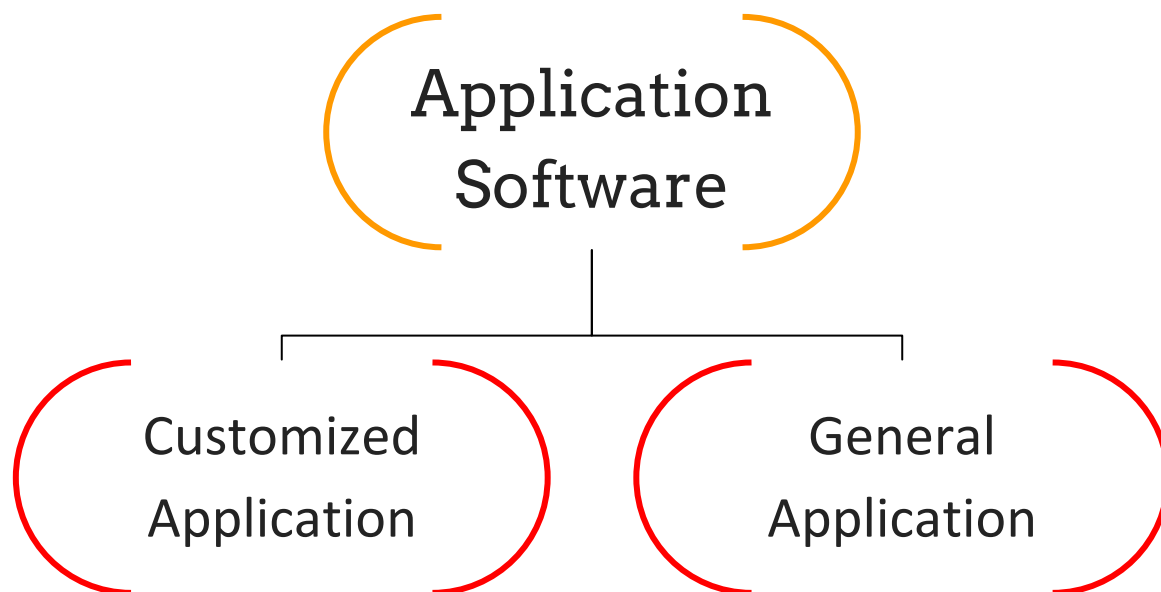 Application
Software
Customized
Application
General
Application